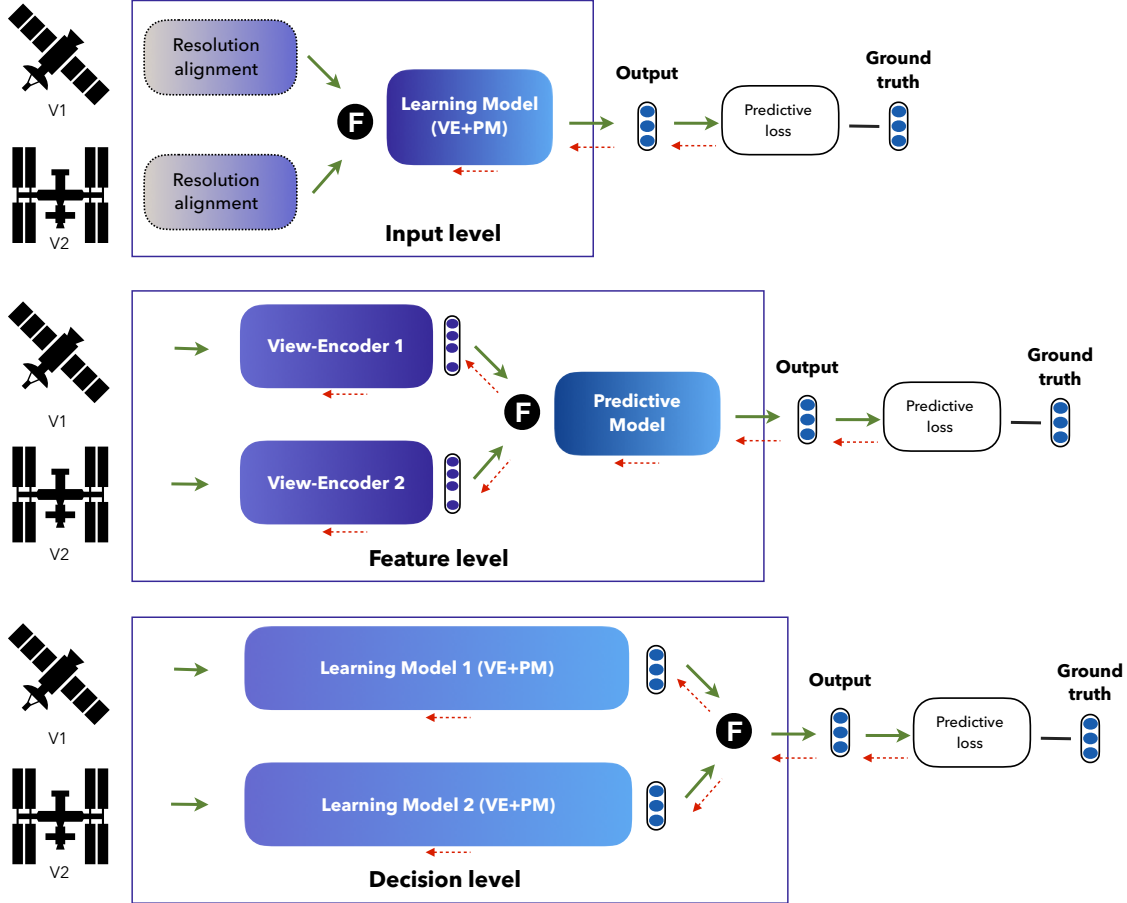 V1
V2
Resolution
alignment
Resolution
alignment
F
Learning Model
(VE+PM)
Input level
Output
Predictive
loss
Ground
truth
V1
V2
View-Encoder 1
View-Encoder 2
F
Predictive
Model
Feature level
Output
Predictive
loss
Ground
truth
V1
V2
Learning Model 1 (VE+PM)
Learning Model 2 (VE+PM)
F
Decision level
Output
Predictive
loss
Ground
truth